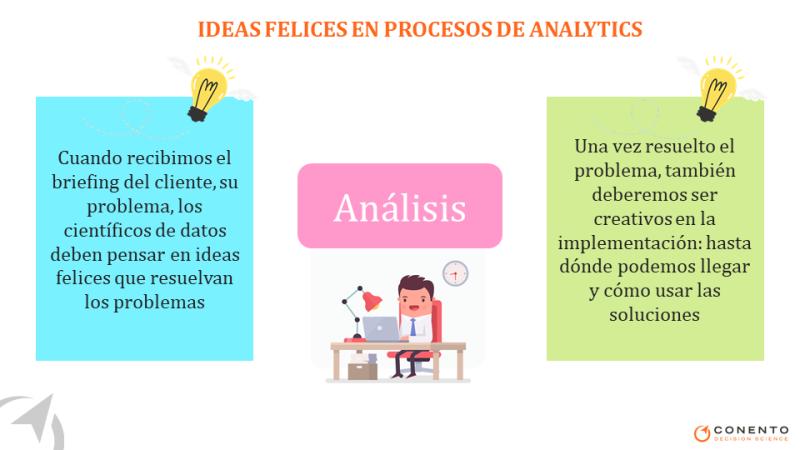 IDEAS FELICES EN PROCESOS DE ANALYTICS
Cuando recibimos el
briefing del cliente, su
problema, los
científicos de datos
deben pensar en ideas
felices que resuelvan
los problemas
Análisis
Una vez resuelto el
problema, también
deberemos ser
creativos en la
implementación: hasta
dónde podemos llegar
y cómo usar las
soluciones
CONENTO
DECISION SCIENCE